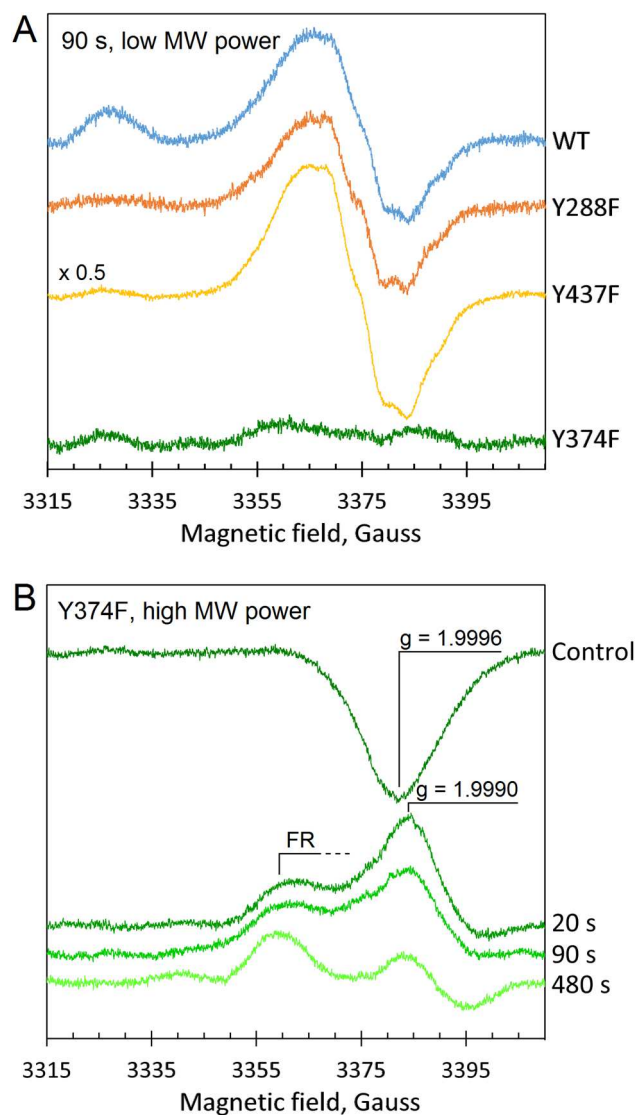 A
90 s, low MW power
WT
Y288F
x 0.5
Y437F
Y374F
3315 3335 3355 3375 3395
Magnetic field, Gauss
B
Y374F, high MW power
g = 1.9996
Control
g = 1.9990
FR
20 s
90 s
480 s
3315 3335 3355 3375 3395
Magnetic field, Gauss